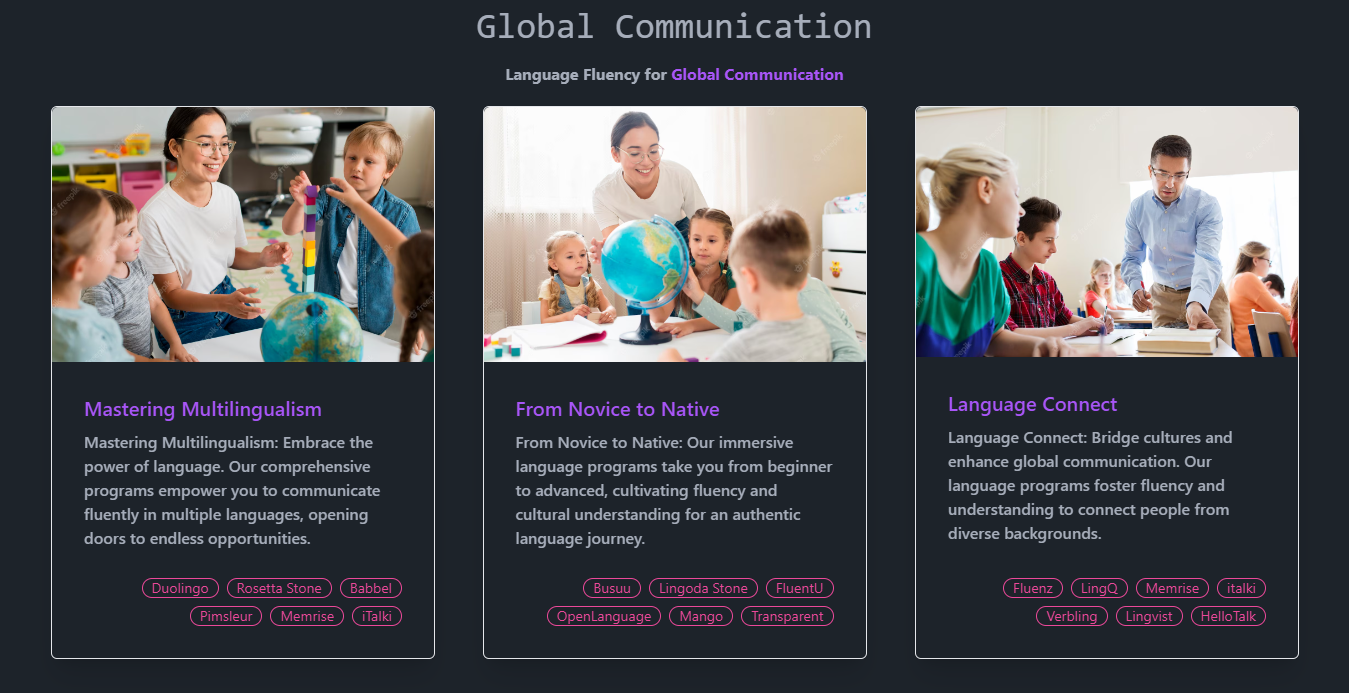 Global Communication
Language Fluency for Global Communication
Mastering Multilingualism
Mastering Multilingualism: Embrace the
power of language. Our comprehensive
programs empower you to communicate
fluently in multiple languages, opening
doors to endless opportunities.
Duolingo Rosetta Stone Babbel
Pimsleur Memrise iTalki
From Novice to Native
From Novice to Native: Our immersive
language programs take you from beginner
to advanced, cultivating fluency and
cultural understanding for an authentic
language journey.
Busuu Lingoda Stone FluentU
OpenLanguage Mango Transparent
Language Connect
Language Connect: Bridge cultures and
enhance global communication. Our
language programs foster fluency and
understanding to connect people from
diverse backgrounds.
Fluenz LingQ Memrise italki
Verbling Lingvist HelloTalk